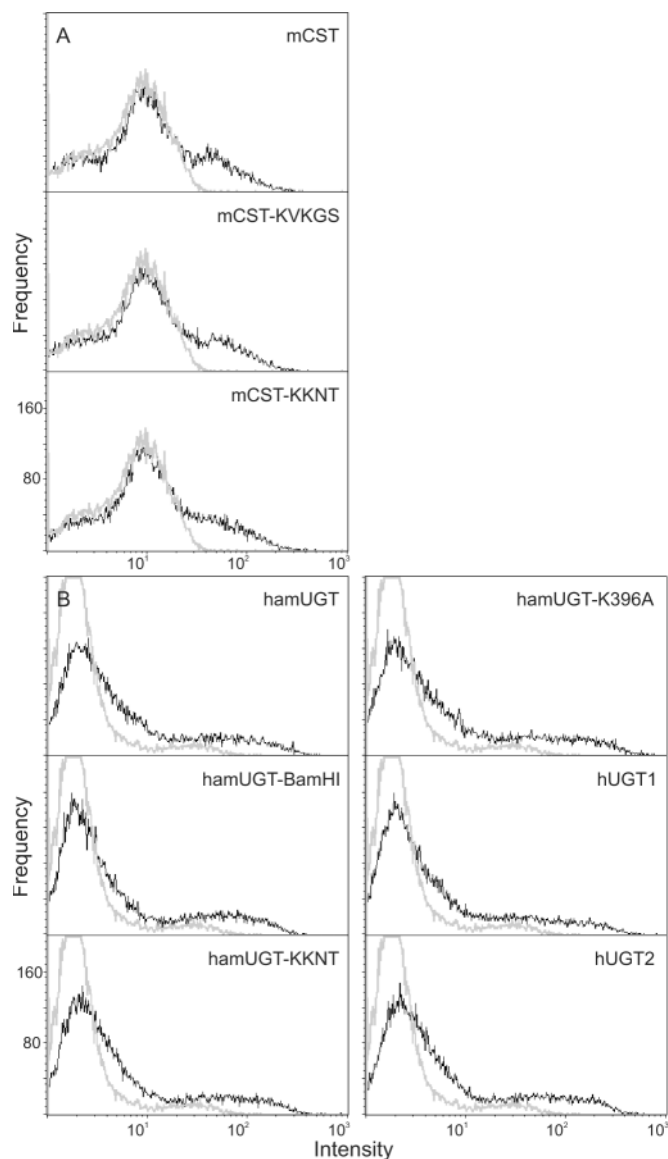 A
mCST
mCST-KVKGS
Frequency
mCST-KKNT
160
80
10¹
10²
10³
B
hamUGT
hamUGT-K396A
hamUGT-BamHI
hUGT1
Frequency
hamUGT-KKNT
hUGT2
160
80
10¹
10²
10³
10¹
10²
10³
Intensity